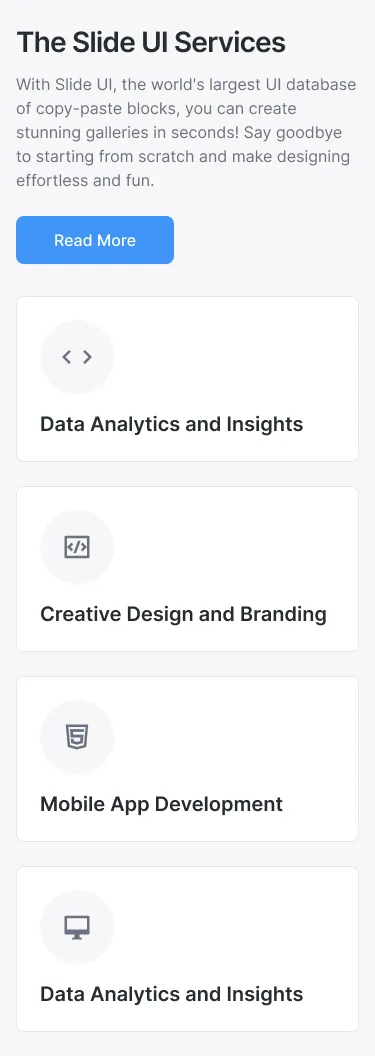 The Slide UI Services
With Slide UI, the world's largest UI database
of copy-paste blocks, you can create
stunning galleries in seconds! Say goodbye
to starting from scratch and make designing
effortless and fun.
Read More
Data Analytics and Insights
Creative Design and Branding
Mobile App Development
Data Analytics and Insights